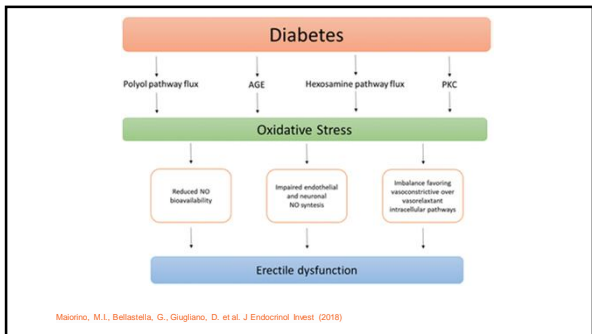 Diabetes
Polyol pathway flux AGE Hexosamine pathway flux PKC
Oxidative Stress
Reduced NO
bioavailability
Impaired endothelial
and neuronal
NO syntesis
Imbalance favoring
vasoconstrictive over
vasorelaxtant
intracellular pathways
Erectile dysfunction
Maiorino, M.I., Bellastella, G., Giugliano, D. et al. J Endocrinol Invest (2018)